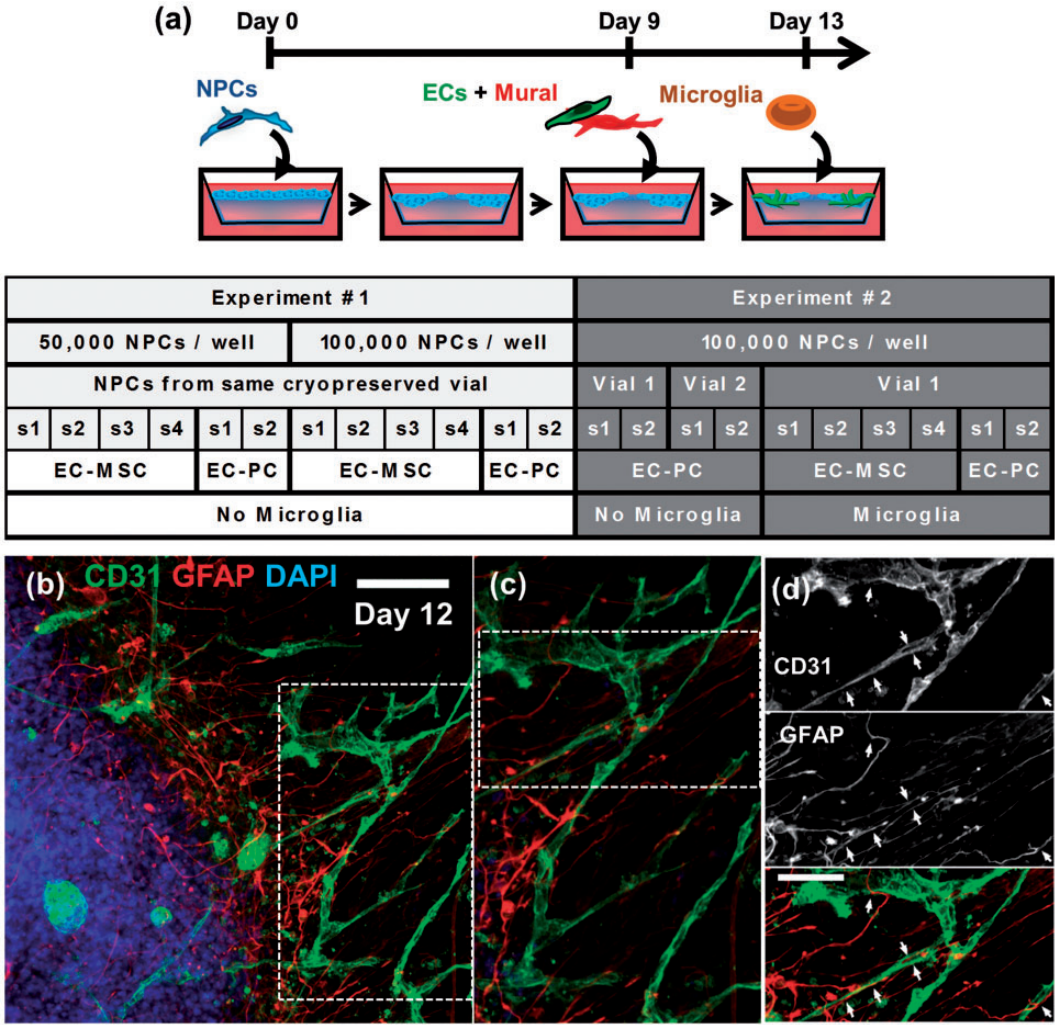 (a)
Day 0 Day 9 Day 13
NPCs ECs + Mural Microglia
Experiment # 1 Experiment # 2
50,000 NPCs / well 100,000 NPCs / well 100,000 NPCs / well
NPCs from same cryopreserved vial Vial 1 Vial 2 Vial 1
s1 s2 s3 s4 s1 s2 s1 s2 s3 s4 s1 s2 s1 s2 s1 s2 s1 s2 s3 s4 s1 s2
EC-MSC EC-PC EC-MSC EC-PC EC-PC EC-MSC EC-PC
No Microglia No Microglia Microglia
(b) CD31 GFAP DAPI
Day 12
(c)
(d)
CD31
GFAP